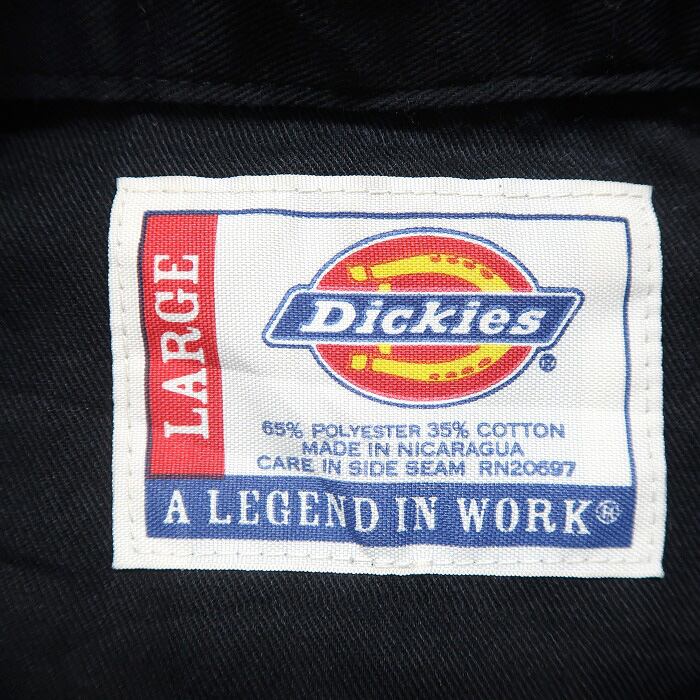 LARGE
Dickies®
65% POLYESTER 35% COTTON
MADE IN NICARAGUA
CARE IN SIDE SEAM RN20697
A LEGEND IN WORK®